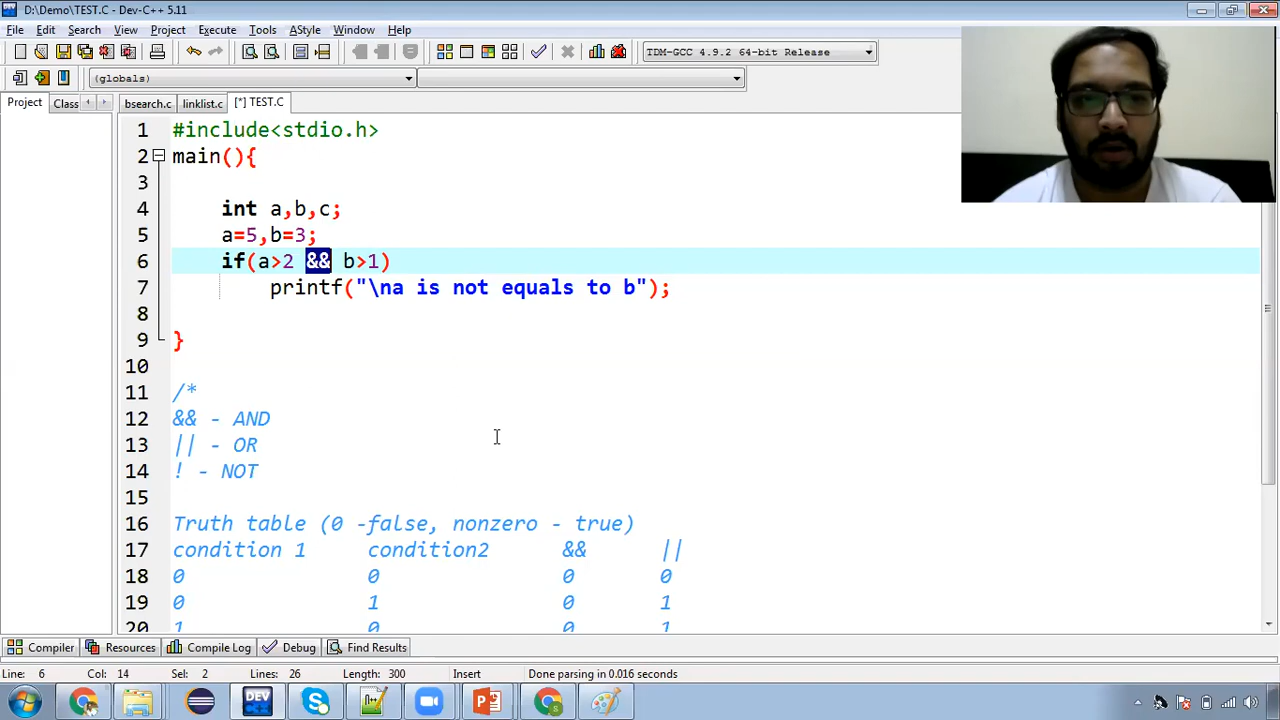 D:\Demo\TEST.C - Dev-C++ 5.11
File Edit Search View Project Execute Tools AStyle Window Help
TDM-GCC 4.9.2 64-bit Release
(globals)
Project Class bsearch.c linklist.c [*] TEST.C
1 #include<stdio.h>
2 main(){
3
4 int a,b,c;
5 a=5,b=3;
6 if(a>2 && b>1)
7 printf("\na is not equals to b");
8
9 }
10
11 /*
12 && - AND
13 || - OR
14 ! - NOT
15
16 Truth table (0 -false, nonzero - true)
17 condition 1 condition2 && ||
18 0 0 0 0
19 0 1 0 1
20 1 0 0 1
Compiler Resources Compile Log Debug Find Results
Line: 6 Col: 14 Sel: 2 Lines: 26 Length: 300 Insert Done parsing in 0.016 seconds
DEV C++